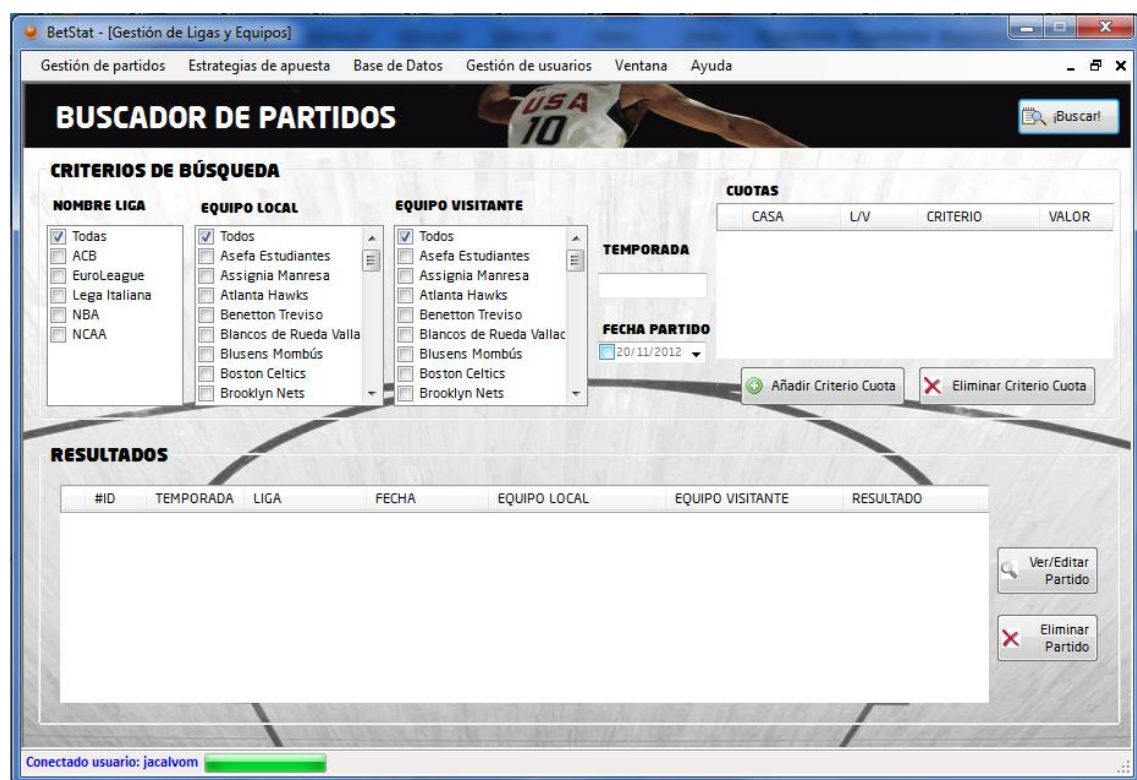 BetStat - [Gestión de Ligas y Equipos]
Gestión de partidos Estrategias de apuesta Base de Datos Gestión de usuarios Ventana Ayuda
BUSCADOR DE PARTIDOS
USA
10
¡Buscar!
CRITERIOS DE BÚSQUEDA
NOMBRE LIGA
Todas
ACB
EuroLeague
Lega Italiana
NBA
NCAA
EQUIPO LOCAL
Todos
Asefa Estudiantes
Assignia Manresa
Atlanta Hawks
Benetton Treviso
Blancos de Rueda Valla
Blusens Mombús
Boston Celtics
Brooklyn Nets
EQUIPO VISITANTE
Todos
Asefa Estudiantes
Assignia Manresa
Atlanta Hawks
Benetton Treviso
Blancos de Rueda Vallac
Blusens Mombús
Boston Celtics
Brooklyn Nets
TEMPORADA
FECHA PARTIDO
20/11/2012
CUOTAS
CASA L/V CRITERIO VALOR
Añadir Criterio Cuota
Eliminar Criterio Cuota
RESULTADOS
#ID TEMPORADA LIGA FECHA EQUIPO LOCAL EQUIPO VISITANTE RESULTADO
Ver/Editar
Partido
Eliminar
Partido
Conectado usuario: jacalvom